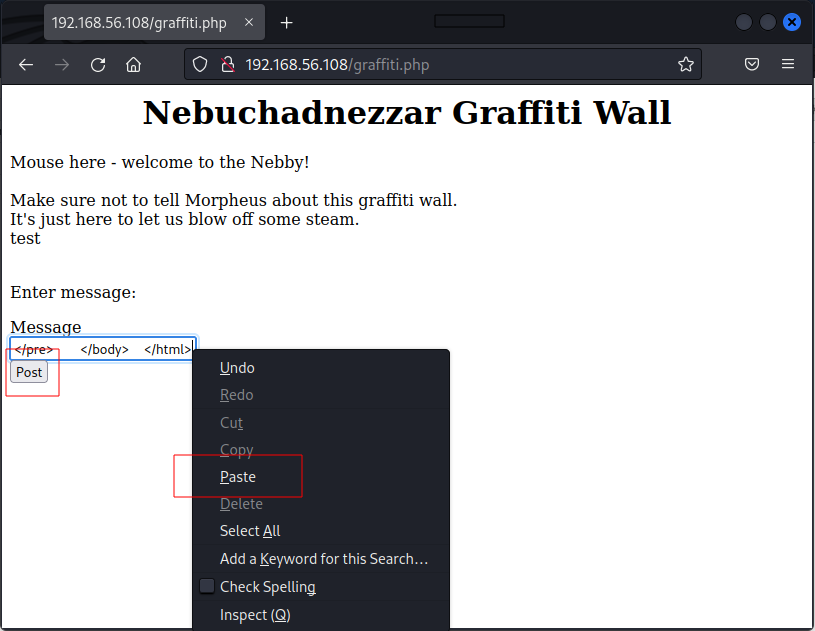 192.168.56.108/graffiti.php
192.168.56.108/graffiti.php
Nebuchadnezzar Graffiti Wall
Mouse here - welcome to the Nebby!
Make sure not to tell Morpheus about this graffiti wall.
It's just here to let us blow off some steam.
test
Enter message:
Message
</pre> </body> </html>
Post
Undo
Redo
Cut
Copy
Paste
Delete
Select All
Add a Keyword for this Search…
Check Spelling
Inspect (Q)